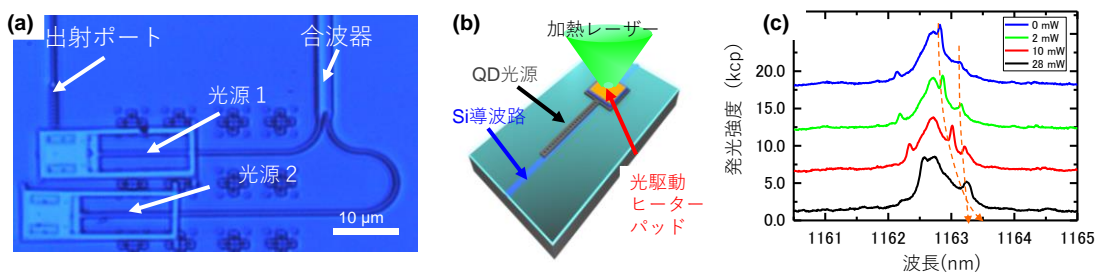 (a)
出射ポート
合波器
光源1
光源2
10 μm
(b)
加熱レーザー
QD光源
Si導波路
光駆動
ヒーター
パッド
(c)
発光強度 (kcp)
20.0
15.0
10.0
5.0
0.0
0 mW
2 mW
10 mW
28 mW
1161 1162 1163 1164 1165
波長(nm)